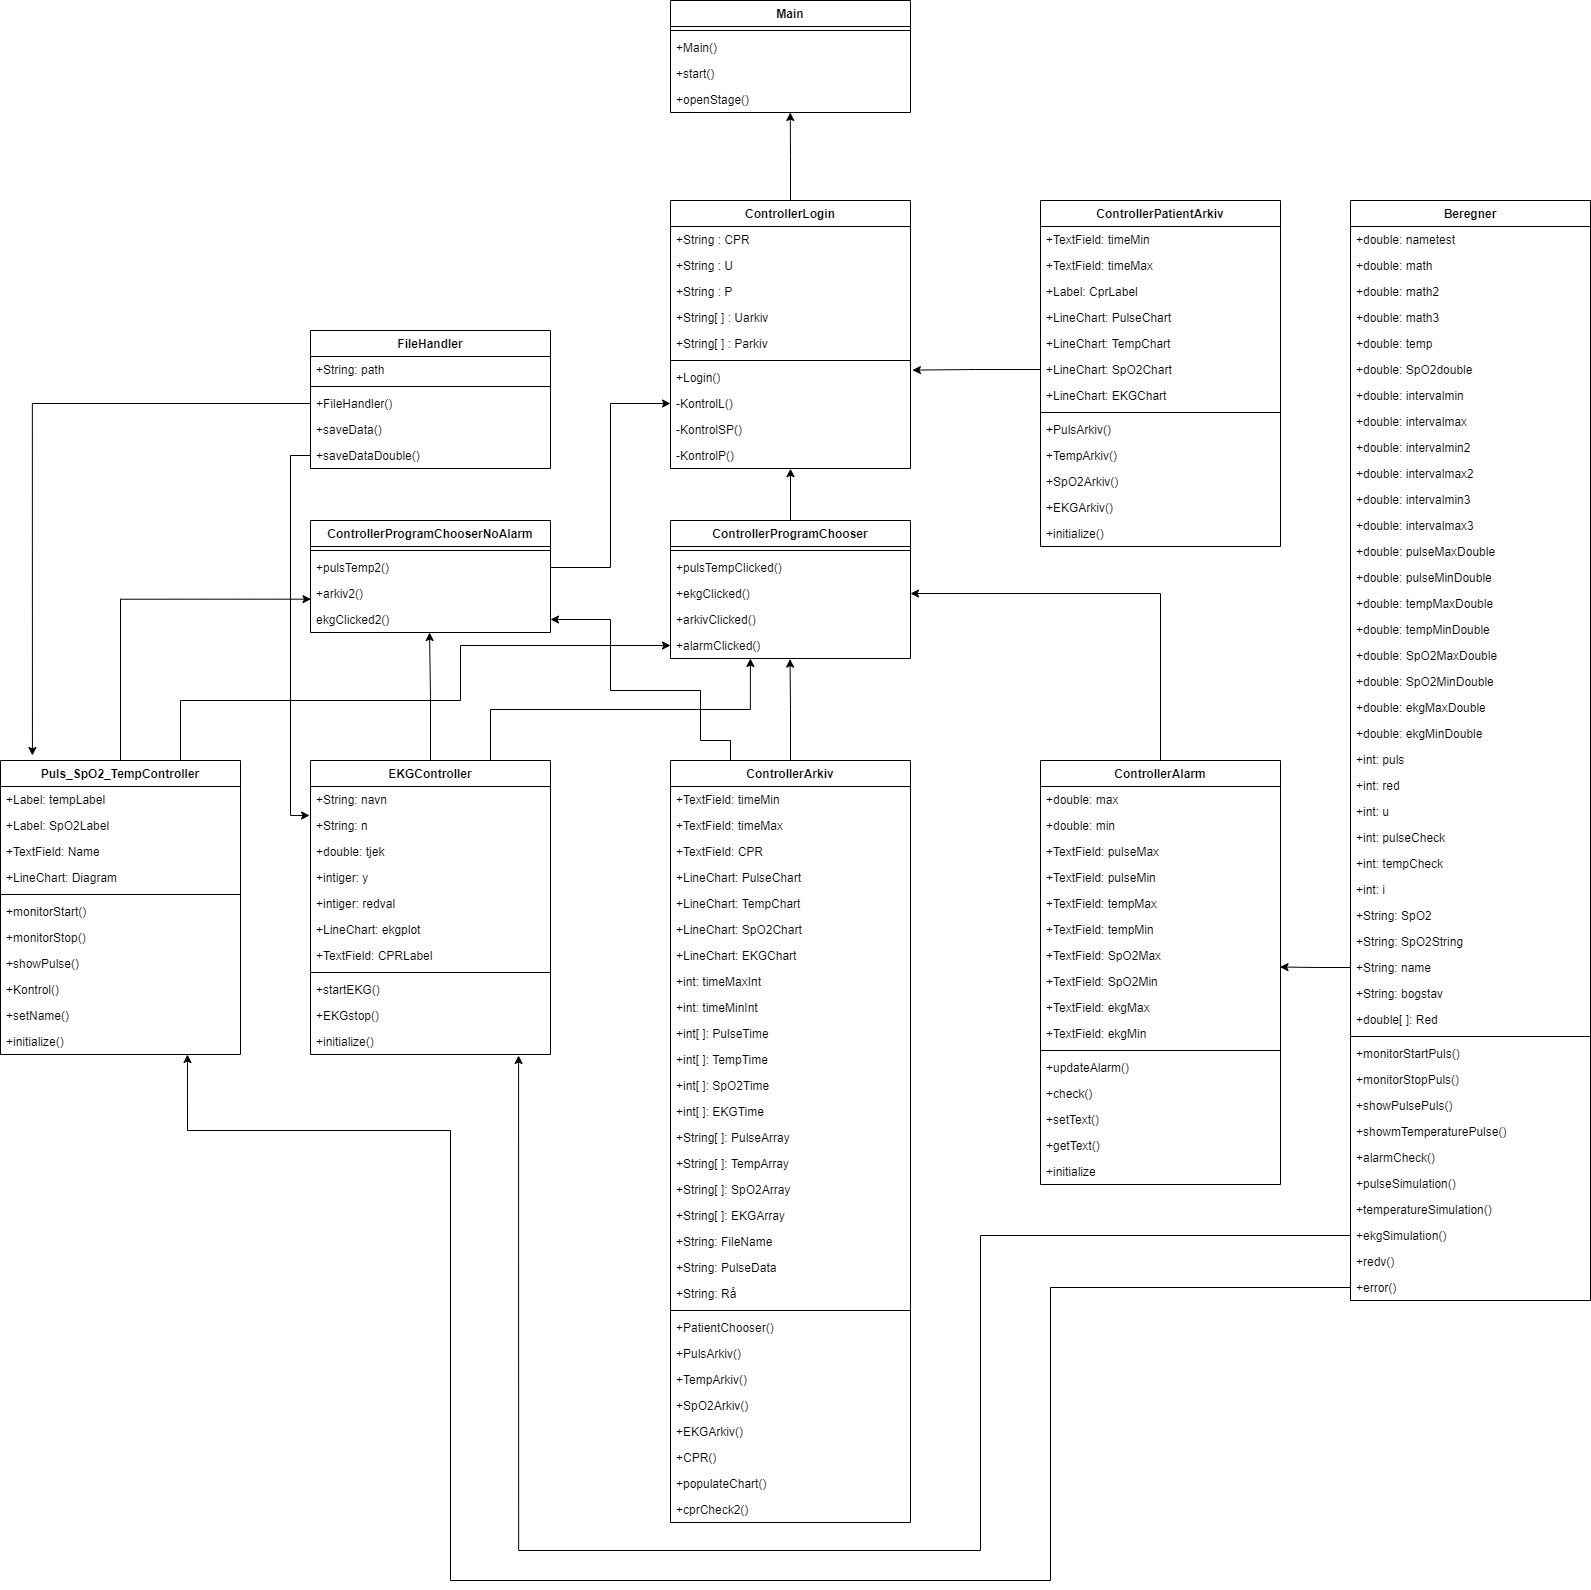 Main
+Main()
+start()
+openStage()
ControllerLogin
+String : CPR
+String : U
+String : P
+String[ ] : Uarkiv
+String[ ] : Parkiv
+Login()
-KontrolL()
-KontrolSP()
-KontrolP()
ControllerPatientArkiv
+TextField: timeMin
+TextField: timeMax
+Label: CprLabel
+LineChart: PulseChart
+LineChart: TempChart
+LineChart: SpO2Chart
+LineChart: EKGChart
+PulsArkiv()
+TempArkiv()
+SpO2Arkiv()
+EKGArkiv()
+initialize()
Beregner
+double: nametest
+double: math
+double: math2
+double: math3
+double: temp
+double: SpO2double
+double: intervalmin
+double: intervalmax
+double: intervalmin2
+double: intervalmax2
+double: intervalmin3
+double: intervalmax3
+double: pulseMaxDouble
+double: pulseMinDouble
+double: tempMaxDouble
+double: tempMinDouble
+double: SpO2MaxDouble
+double: SpO2MinDouble
+double: ekgMaxDouble
+double: ekgMinDouble
+int: puls
+int: red
+int: u
+int: pulseCheck
+int: tempCheck
+int: i
+String: SpO2
+String: SpO2String
+String: name
+String: bogstav
+double[ ]: Red
+monitorStartPuls()
+monitorStopPuls()
+showPulsePuls()
+showmTemperaturePulse()
+alarmCheck()
+pulseSimulation()
+temperatureSimulation()
+ekgSimulation()
+redv()
+error()
FileHandler
+String: path
+FileHandler()
+saveData()
+saveDataDouble()
ControllerProgramChooserNoAlarm
+pulsTemp2()
+arkiv2()
ekgClicked2()
ControllerProgramChooser
+pulsTempClicked()
+ekgClicked()
+arkivClicked()
+alarmClicked()
Puls_SpO2_TempController
+Label: tempLabel
+Label: SpO2Label
+TextField: Name
+LineChart: Diagram
+monitorStart()
+monitorStop()
+showPulse()
+Kontrol()
+setName()
+initialize()
EKGController
+String: navn
+String: n
+double: tjek
+intiger: y
+intiger: redval
+LineChart: ekgplot
+TextField: CPRLabel
+startEKG()
+EKGstop()
+initialize()
ControllerArkiv
+TextField: timeMin
+TextField: timeMax
+TextField: CPR
+LineChart: PulseChart
+LineChart: TempChart
+LineChart: SpO2Chart
+LineChart: EKGChart
+int: timeMaxInt
+int: timeMinInt
+int[ ]: PulseTime
+int[ ]: TempTime
+int[ ]: SpO2Time
+int[ ]: EKGTime
+String[ ]: PulseArray
+String[ ]: TempArray
+String[ ]: SpO2Array
+String[ ]: EKGArray
+String: FileName
+String: PulseData
+String: Rå
+PatientChooser()
+PulsArkiv()
+TempArkiv()
+SpO2Arkiv()
+EKGArkiv()
+CPR()
+populateChart()
+cprCheck2()
ControllerAlarm
+double: max
+double: min
+TextField: pulseMax
+TextField: pulseMin
+TextField: tempMax
+TextField: tempMin
+TextField: SpO2Max
+TextField: SpO2Min
+TextField: ekgMax
+TextField: ekgMin
+updateAlarm()
+check()
+setText()
+getText()
+initialize